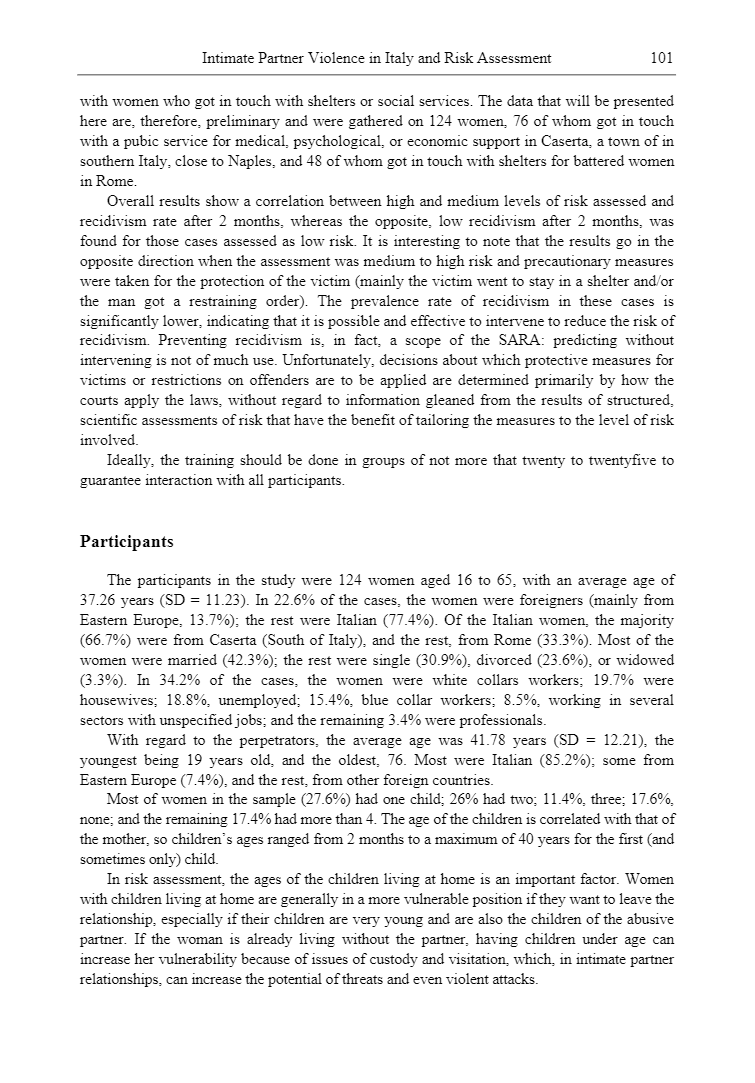 Intimate Partner Violence in Italy and Risk Assessment 101
with women who got in touch with shelters or social services. The data that will be presented
here are, therefore, preliminary and were gathered on 124 women, 76 of whom got in touch
with a pubic service for medical, psychological, or economic support in Caserta, a town of in
southern Italy, close to Naples, and 48 of whom got in touch with shelters for battered women
in Rome.
Overall results show a correlation between high and medium levels of risk assessed and
recidivism rate after 2 months, whereas the opposite, low recidivism after 2 months, was
found for those cases assessed as low risk. It is interesting to note that the results go in the
opposite direction when the assessment was medium to high risk and precautionary measures
were taken for the protection of the victim (mainly the victim went to stay in a shelter and/or
the man got a restraining order). The prevalence rate of recidivism in these cases is
significantly lower, indicating that it is possible and effective to intervene to reduce the risk of
recidivism. Preventing recidivism is, in fact, a scope of the SARA: predicting without
intervening is not of much use. Unfortunately, decisions about which protective measures for
victims or restrictions on offenders are to be applied are determined primarily by how the
courts apply the laws, without regard to information gleaned from the results of structured,
scientific assessments of risk that have the benefit of tailoring the measures to the level of risk
involved.
Ideally, the training should be done in groups of not more that twenty to twentyfive to
guarantee interaction with all participants.
Participants
The participants in the study were 124 women aged 16 to 65, with an average age of
37.26 years (SD = 11.23). In 22.6% of the cases, the women were foreigners (mainly from
Eastern Europe, 13.7%); the rest were Italian (77.4%). Of the Italian women, the majority
(66.7%) were from Caserta (South of Italy), and the rest, from Rome (33.3%). Most of the
women were married (42.3%); the rest were single (30.9%), divorced (23.6%), or widowed
(3.3%). In 34.2% of the cases, the women were white collars workers; 19.7% were
housewives; 18.8%, unemployed; 15.4%, blue collar workers; 8.5%, working in several
sectors with unspecified jobs; and the remaining 3.4% were professionals.
With regard to the perpetrators, the average age was 41.78 years (SD = 12.21), the
youngest being 19 years old, and the oldest, 76. Most were Italian (85.2%); some from
Eastern Europe (7.4%), and the rest, from other foreign countries.
Most of women in the sample (27.6%) had one child; 26% had two; 11.4%, three; 17.6%,
none; and the remaining 17.4% had more than 4. The age of the children is correlated with that of
the mother, so children's ages ranged from 2 months to a maximum of 40 years for the first (and
sometimes only) child.
In risk assessment, the ages of the children living at home is an important factor. Women
with children living at home are generally in a more vulnerable position if they want to leave the
relationship, especially if their children are very young and are also the children of the abusive
partner. If the woman is already living without the partner, having children under age can
increase her vulnerability because of issues of custody and visitation, which, in intimate partner
relationships, can increase the potential of threats and even violent attacks.